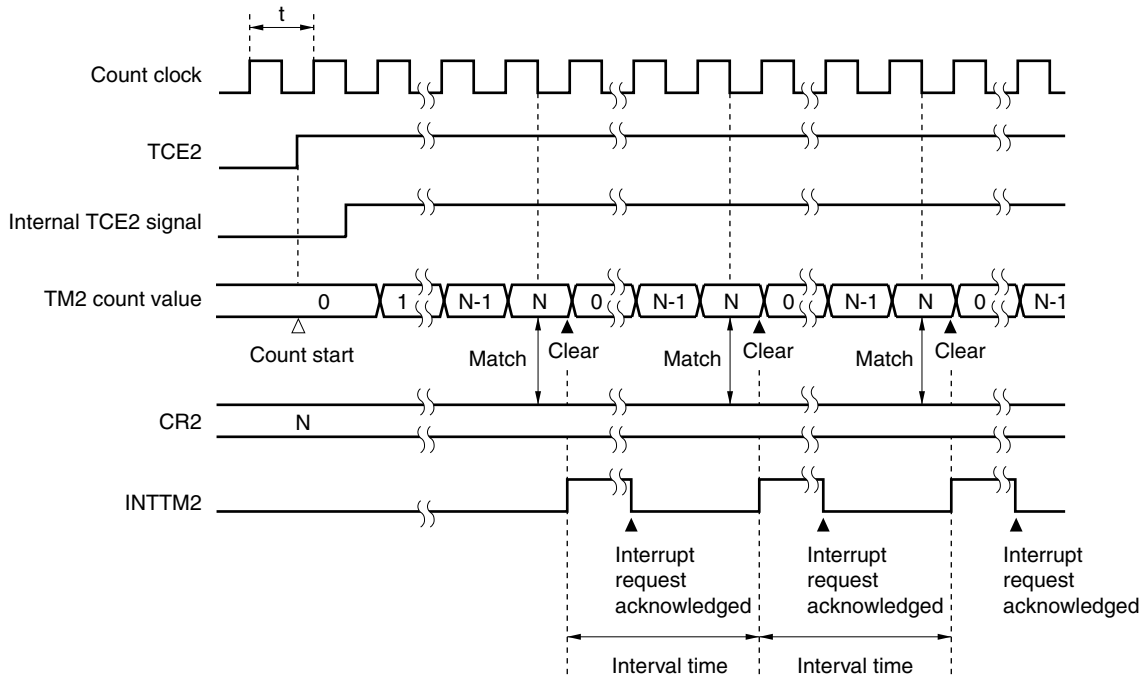 t
Count clock
TCE2
Internal TCE2 signal
TM2 count value
0 1 N-1 N 0 N-1 N 0 N-1 N 0 N-1
Count start
Match Clear Match Clear Match Clear
CR2
N
INTTM2
Interrupt
request
acknowledged
Interrupt
request
acknowledged
Interrupt
request
acknowledged
Interval time Interval time